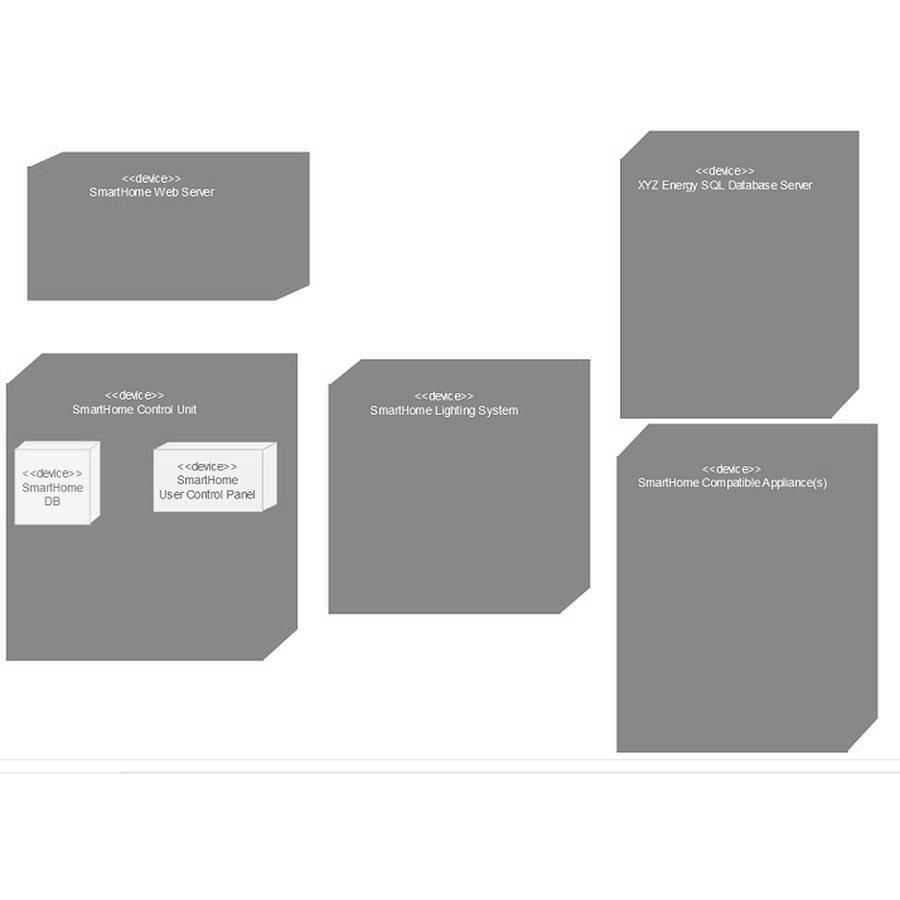 <<device>>
SmartHome Web Server
<<device>>
XYZ Energy SQL Database Server
<<device>>
SmartHome Control Unit
<<device>>
SmartHome
DB
<<device>>
SmartHome
User Control Panel
<<device>>
SmartHome Lighting System
<<device>>
SmartHome Compatible Appliance(s)